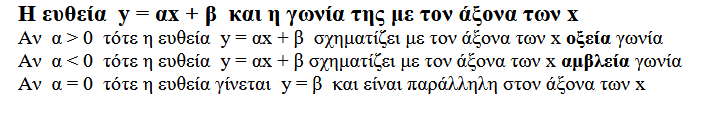 Η ευθεία y = αx + β και η γωνία της με τον άξονα των x
Αν α > 0 τότε η ευθεία y = αx + β σχηματίζει με τον άξονα των x οξεία γωνία
Αν α < 0 τότε η ευθεία y = αx + β σχηματίζει με τον άξονα των x αμβλεία γωνία
Αν α = 0 τότε η ευθεία γίνεται y = β και είναι παράλληλη στον άξονα των x